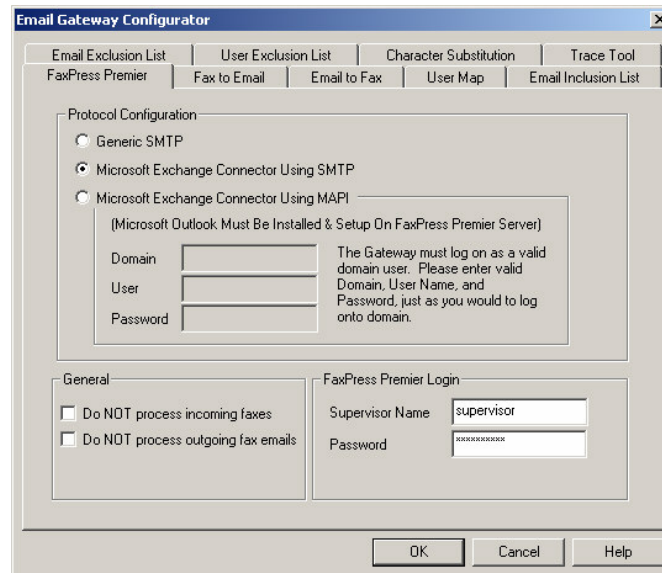 Email Gateway Configurator
Email Exclusion List User Exclusion List Character Substitution Trace Tool
FaxPress Premier Fax to Email Email to Fax User Map Email Inclusion List
Protocol Configuration
Generic SMTP
Microsoft Exchange Connector Using SMTP
Microsoft Exchange Connector Using MAPI
(Microsoft Outlook Must Be Installed & Setup On FaxPress Premier Server)
Domain
User
Password
The Gateway must log on as a valid
domain user. Please enter valid
Domain, User Name, and
Password, just as you would to log
onto domain.
General
Do NOT process incoming faxes
Do NOT process outgoing fax emails
FaxPress Premier Login
Supervisor Name supervisor
Password **********
OK Cancel Help